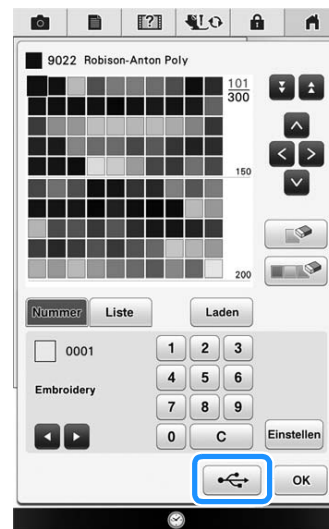 9022 Robison-Anton Poly
101
300
150
200
Nummer Liste Laden
0001
1 2 3
Embroidery
4 5 6
7 8 9
0 C Einstellen
OK